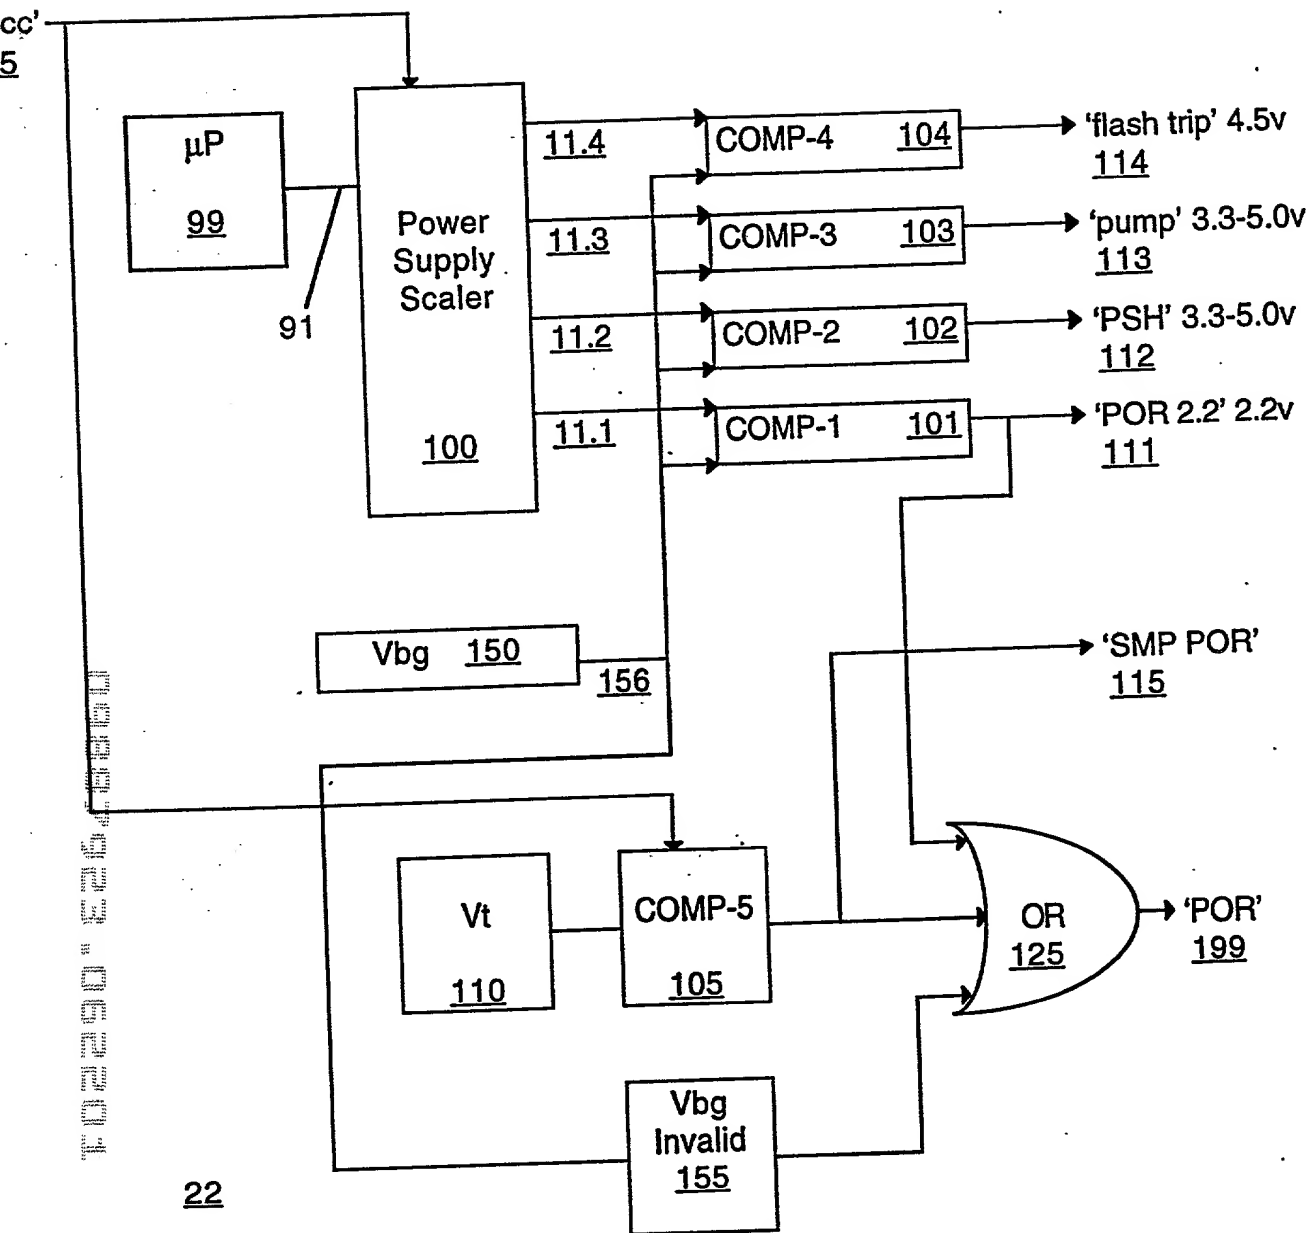 cc'
5
µP
99
91
Power
Supply
Scaler
100
11.4
11.3
11.2
11.1
COMP-4 104
COMP-3 103
COMP-2 102
COMP-1 101
'flash trip' 4.5v
114
'pump' 3.3-5.0v
113
'PSH' 3.3-5.0v
112
'POR 2.2' 2.2v
111
Vbg 150
156
'SMP POR'
115
Vt
110
COMP-5
105
OR
125
'POR'
199
Vbg
Invalid
155
22